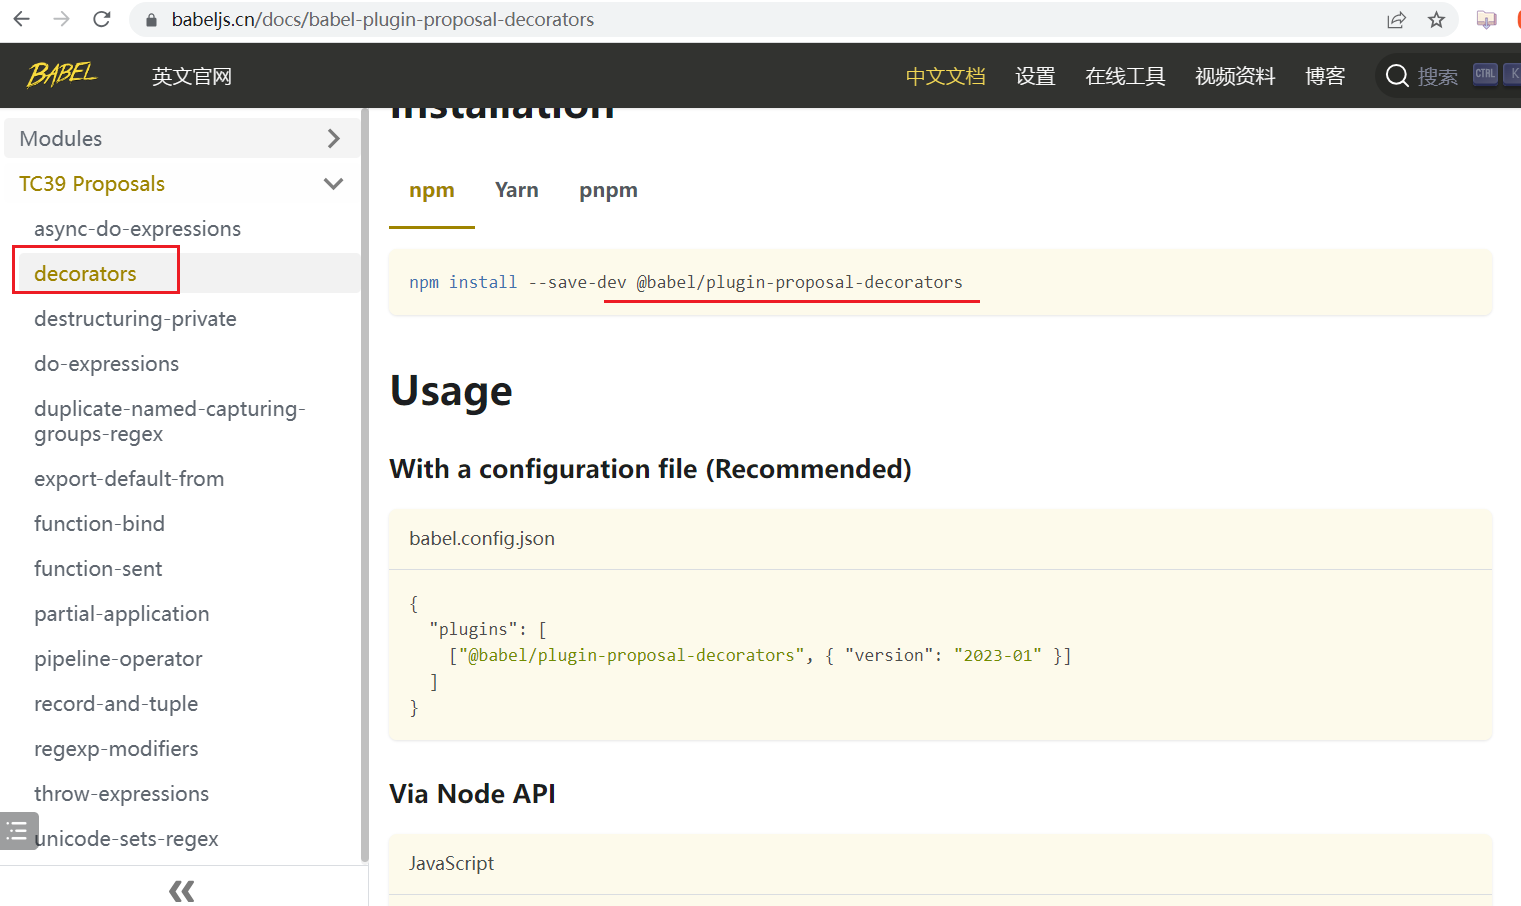 babeljs.cn/docs/babel-plugin-proposal-decorators
BABEL
英文官网
中文文档
设置
在线工具
视频资料
博客
搜索
CTRL
K
Modules
TC39 Proposals
async-do-expressions
decorators
destructuring-private
do-expressions
duplicate-named-capturing-
groups-regex
export-default-from
function-bind
function-sent
partial-application
pipeline-operator
record-and-tuple
regexp-modifiers
throw-expressions
unicode-sets-regex
Installation
npm
Yarn
pnpm
npm install --save-dev @babel/plugin-proposal-decorators
Usage
With a configuration file (Recommended)
babel.config.json
{
"plugins": [
["@babel/plugin-proposal-decorators", { "version": "2023-01" }]
]
}
Via Node API
JavaScript